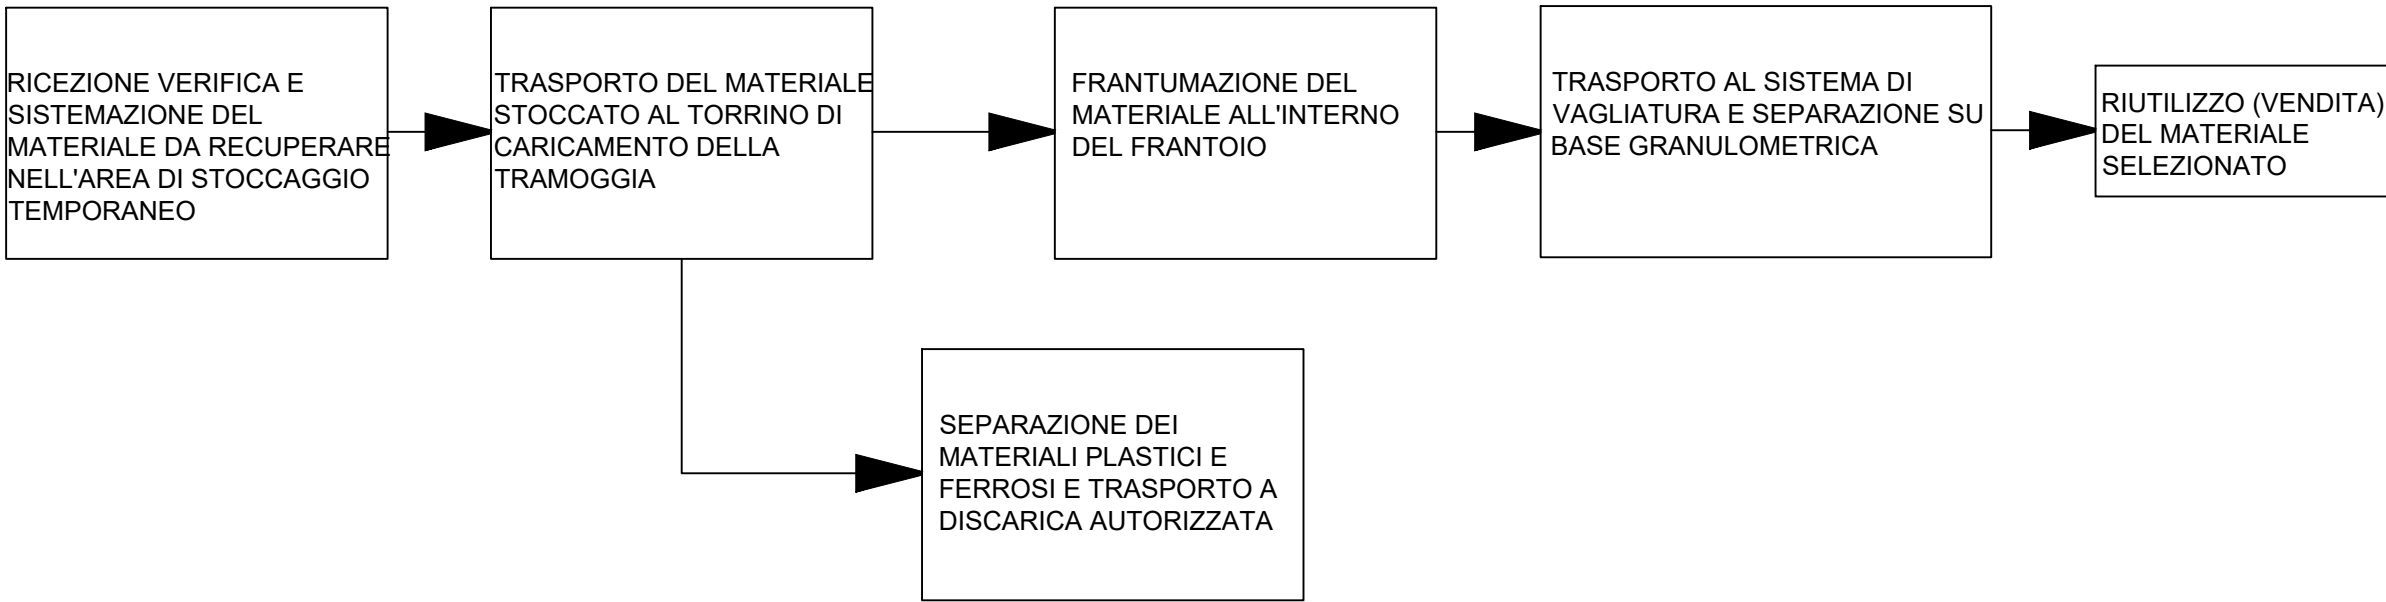 RICEZIONE VERIFICA E
SISTEMAZIONE DEL
MATERIALE DA RECUPERARE
NELL'AREA DI STOCCAGGIO
TEMPORANEO
TRASPORTO DEL MATERIALE
STOCCATO AL TORRINO DI
CARICAMENTO DELLA
TRAMOGGIA
FRANTUMAZIONE DEL
MATERIALE ALL'INTERNO
DEL FRANTOIO
TRASPORTO AL SISTEMA DI
VAGLIATURA E SEPARAZIONE SU
BASE GRANULOMETRICA
RIUTILIZZO (VENDITA)
DEL MATERIALE
SELEZIONATO
SEPARAZIONE DEI
MATERIALI PLASTICI E
FERROSI E TRASPORTO A
DISCARICA AUTORIZZATA